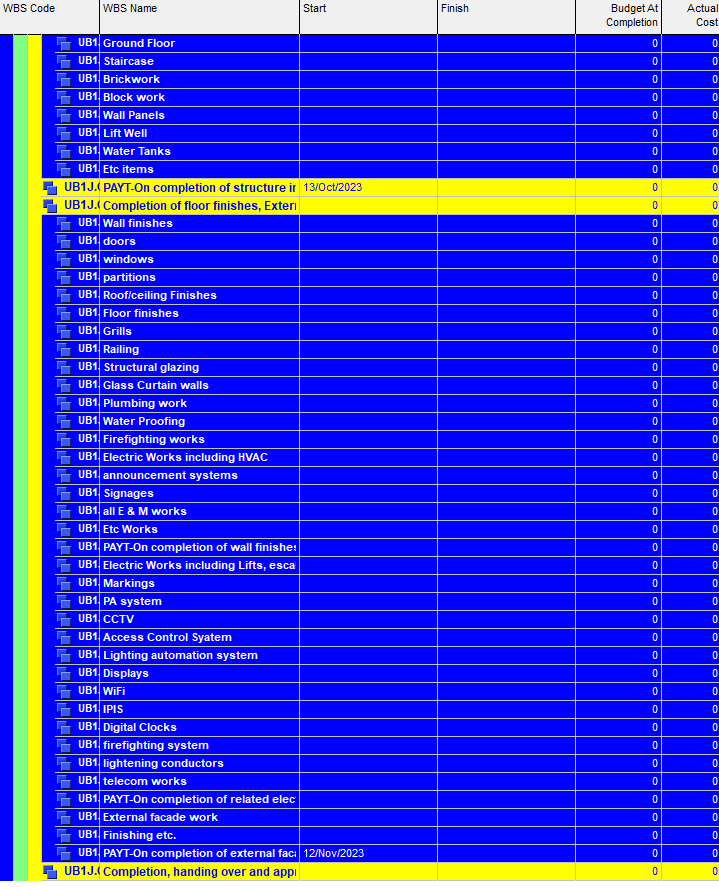 WBS Code WBS Name Start Finish Budget At Completion Actual Cost
UB1. Ground Floor 0 0
UB1. Staircase 0 0
UB1. Brickwork 0 0
UB1. Block work 0 0
UB1. Wall Panels 0 0
UB1. Lift Well 0 0
UB1. Water Tanks 0 0
UB1. Etc items 0 0
UB1J.( PAYT-On completion of structure ir 13/Oct/2023 0 0
UB1J.( Completion of floor finishes, Exter 0 0
UB1. Wall finishes 0 0
UB1. doors 0 0
UB1. windows 0 0
UB1. partitions 0 0
UB1. Roof/ceiling Finishes 0 0
UB1. Floor finishes 0 0
UB1. Grills 0 0
UB1. Railing 0 0
UB1. Structural glazing 0 0
UB1. Glass Curtain walls 0 0
UB1. Plumbing work 0 0
UB1. Water Proofing 0 0
UB1. Firefighting works 0 0
UB1. Electric Works including HVAC 0 0
UB1. announcement systems 0 0
UB1. Signages 0 0
UB1. all E & M works 0 0
UB1. Etc Works 0 0
UB1. PAYT-On completion of wall finishes 0 0
UB1. Electric Works including Lifts, esca 0 0
UB1. Markings 0 0
UB1. PA system 0 0
UB1. CCTV 0 0
UB1. Access Control Syatem 0 0
UB1. Lighting automation system 0 0
UB1. Displays 0 0
UB1. WiFi 0 0
UB1. IPIS 0 0
UB1. Digital Clocks 0 0
UB1. firefighting system 0 0
UB1. lightening conductors 0 0
UB1. telecom works 0 0
UB1. PAYT-On completion of related elec 0 0
UB1. External facade work 0 0
UB1. Finishing etc. 0 0
UB1. PAYT-On completion of external faca 12/Nov/2023 0 0
UB1J.( Completion, handing over and appr 0 0